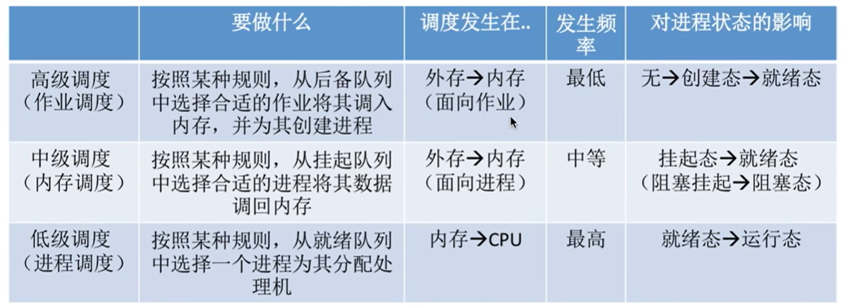 要做什么
调度发生在..
发生频
率
对进程状态的影响
高级调度
（作业调度）
按照某种规则，从后备队列
中选择合适的作业将其调入
内存，并为其创建进程
外存→内存
（面向作业）
最低
无→创建态→就绪态
中级调度
（内存调度）
按照某种规则，从挂起队列
中选择合适的进程将其数据
调回内存
外存→内存
（面向进程）
中等
挂起态→就绪态
（阻塞挂起→阻塞态）
低级调度
（进程调度）
按照某种规则，从就绪队列
中选择一个进程为其分配处
理机
内存→CPU
最高
就绪态→运行态